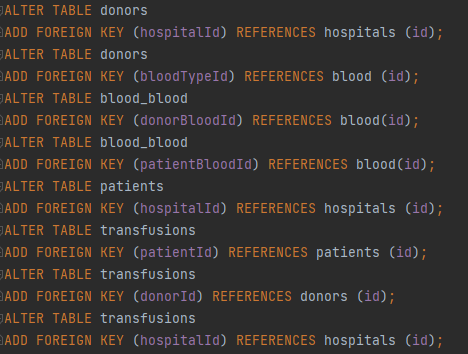 ALTER TABLE donors
ADD FOREIGN KEY (hospitalId) REFERENCES hospitals (id);
ALTER TABLE donors
ADD FOREIGN KEY (bloodTypeId) REFERENCES blood (id);
ALTER TABLE blood_blood
ADD FOREIGN KEY (donorBloodId) REFERENCES blood(id);
ALTER TABLE blood_blood
ADD FOREIGN KEY (patientBloodId) REFERENCES blood(id);
ALTER TABLE patients
ADD FOREIGN KEY (hospitalId) REFERENCES hospitals (id);
ALTER TABLE transfusions
ADD FOREIGN KEY (patientId) REFERENCES patients (id);
ALTER TABLE transfusions
ADD FOREIGN KEY (donorId) REFERENCES donors (id);
ALTER TABLE transfusions
ADD FOREIGN KEY (hospitalId) REFERENCES hospitals (id);